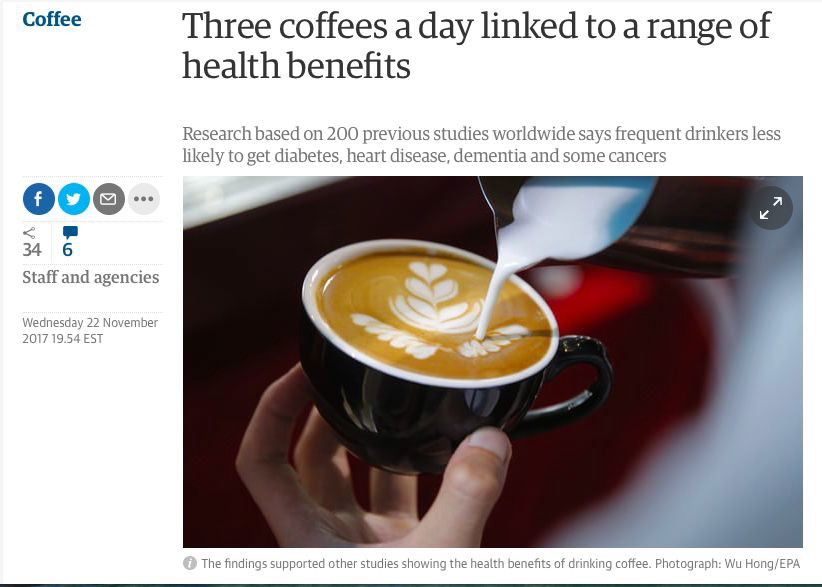 Coffee
Three coffees a day linked to a range of
health benefits
Research based on 200 previous studies worldwide says frequent drinkers less
likely to get diabetes, heart disease, dementia and some cancers
34
6
Staff and agencies
Wednesday 22 November
2017 19.54 EST
The findings supported other studies showing the health benefits of drinking coffee. Photograph: Wu Hong/EPA